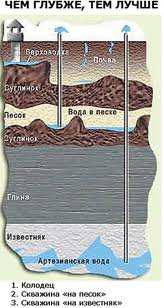 ЧЕМ ГЛУБЖЕ, ТЕМ ЛУЧШЕ
Верховодка
Почва
Суглинок
Песок
Вода в песке
Суглинок
Глина
Известняк
Артезианская вода
1. Колодец
2. Скважина «на песок»
3. Скважина «на известняк»